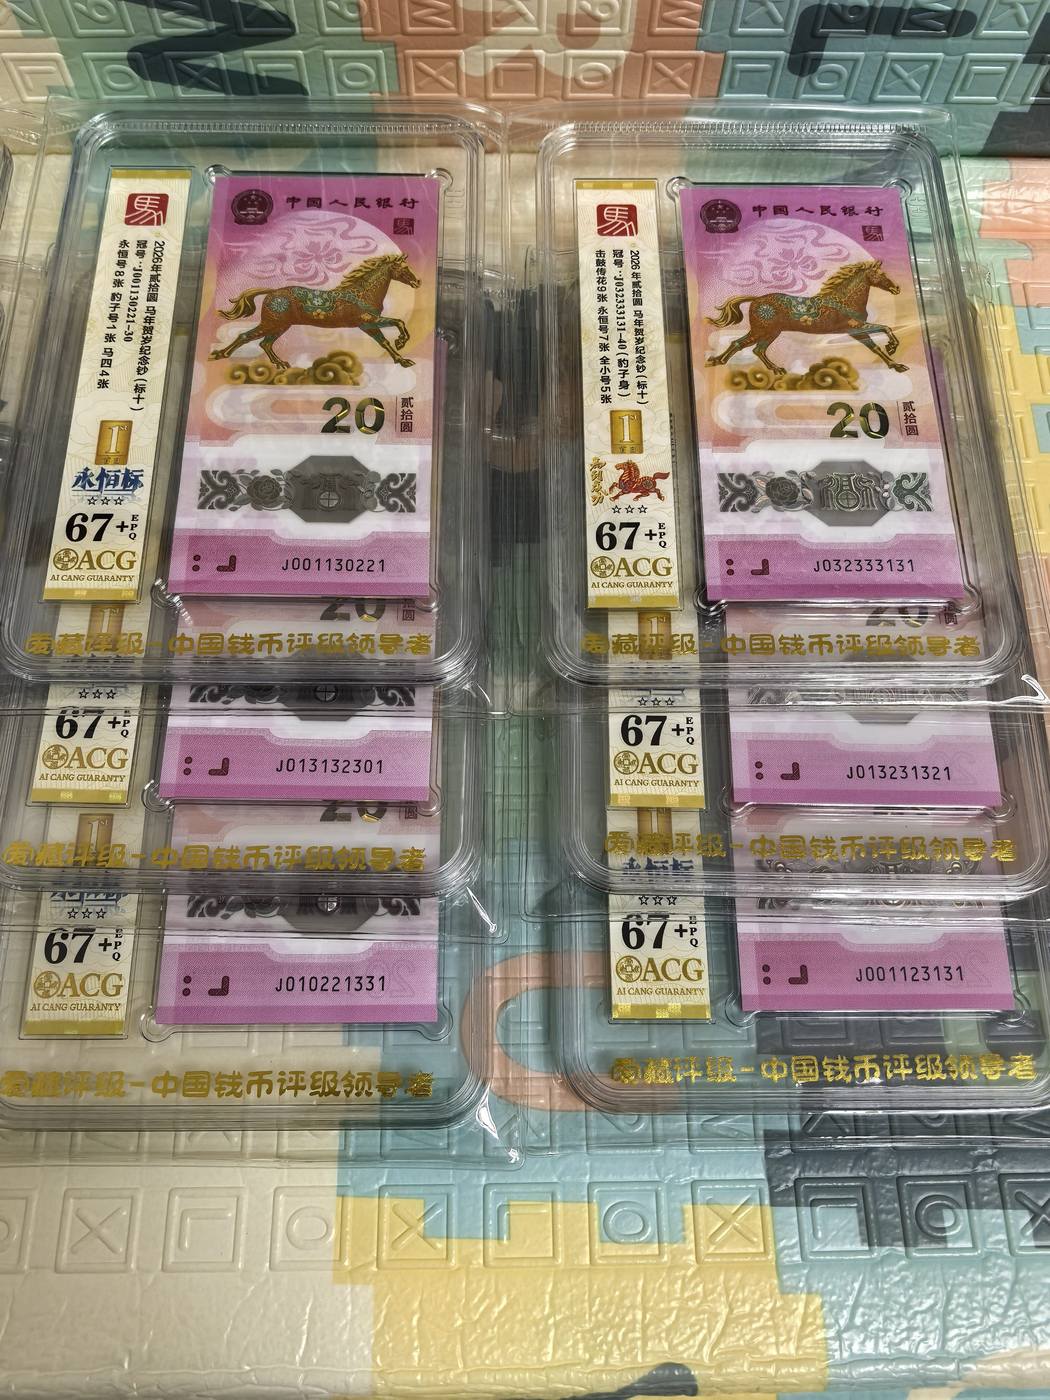 2026年贰拾圆 马年贺岁纪念钞(标十)
冠号:J001130221-30
永恒号8张 豹子号1张 马四4张
永恒标
67+EPQ
ACG
AI CANG GUARANTY
中国人民银行
20
贰拾圆
J001130221
爱藏评级-中国钱币评级领导者
2026年贰拾圆 马年贺岁纪念钞(标十)
冠号:J032333131-40(豹子身)
击鼓传花9张 永恒号7张 全小号5张
马到成功
67+EPQ
ACG
AI CANG GUARANTY
中国人民银行
20
贰拾圆
J032333131
爱藏评级-中国钱币评级领导者
67+EPQ
ACG
AI CANG GUARANTY
J013132301
爱藏评级-中国钱币评级领导者
67+EPQ
ACG
AI CANG GUARANTY
J013231321
爱藏评级-中国钱币评级领导者
67+EPQ
ACG
AI CANG GUARANTY
J010221331
爱藏评级-中国钱币评级领导者
67+EPQ
ACG
AI CANG GUARANTY
J001123131
爱藏评级-中国钱币评级领导者